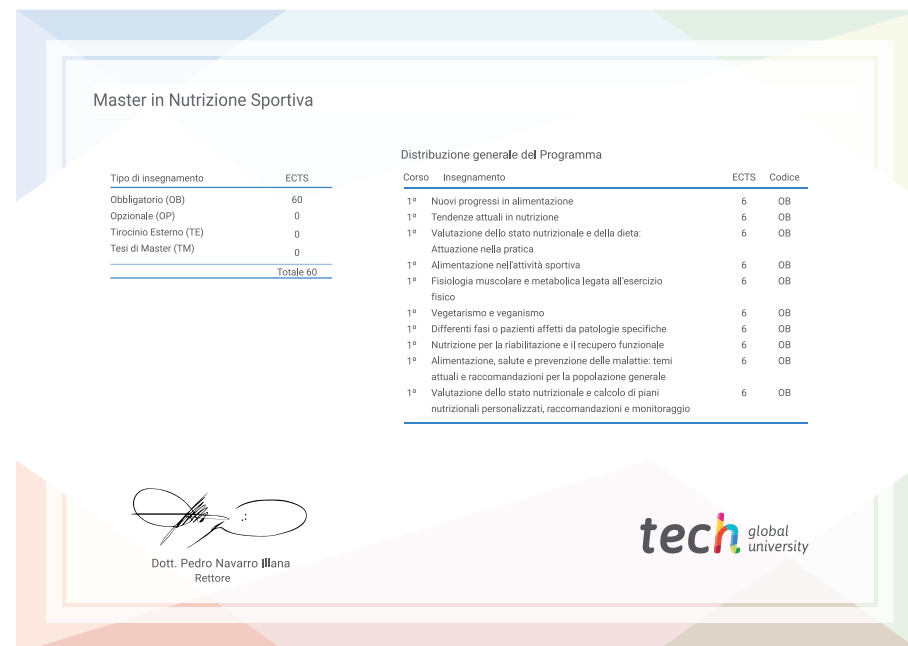 Master in Nutrizione Sportiva
Tipo di insegnamento ECTS
Obbligatorio (OB) 60
Opzionale (OP) 0
Tirocinio Esterno (TE) 0
Tesi di Master (TM) 0
Totale 60
Distribuzione generale del Programma
Corso Insegnamento ECTS Codice
1º Nuovi progressi in alimentazione 6 OB
1º Tendenze attuali in nutrizione 6 OB
1º Valutazione dello stato nutrizionale e della dieta: 6 OB
Attuazione nella pratica
1º Alimentazione nell'attività sportiva 6 OB
1º Fisiologia muscolare e metabolica legata all'esercizio 6 OB
fisico
1º Vegetarismo e veganismo 6 OB
1º Differenti fasi o pazienti affetti da patologie specifiche 6 OB
1º Nutrizione per la riabilitazione e il recupero funzionale 6 OB
1º Alimentazione, salute e prevenzione delle malattie: temi 6 OB
attuali e raccomandazioni per la popolazione generale
1º Valutazione dello stato nutrizionale e calcolo di piani 6 OB
nutrizionali personalizzati, raccomandazioni e monitoraggio
Dott. Pedro Navarro Illana
Rettore
tech global
university